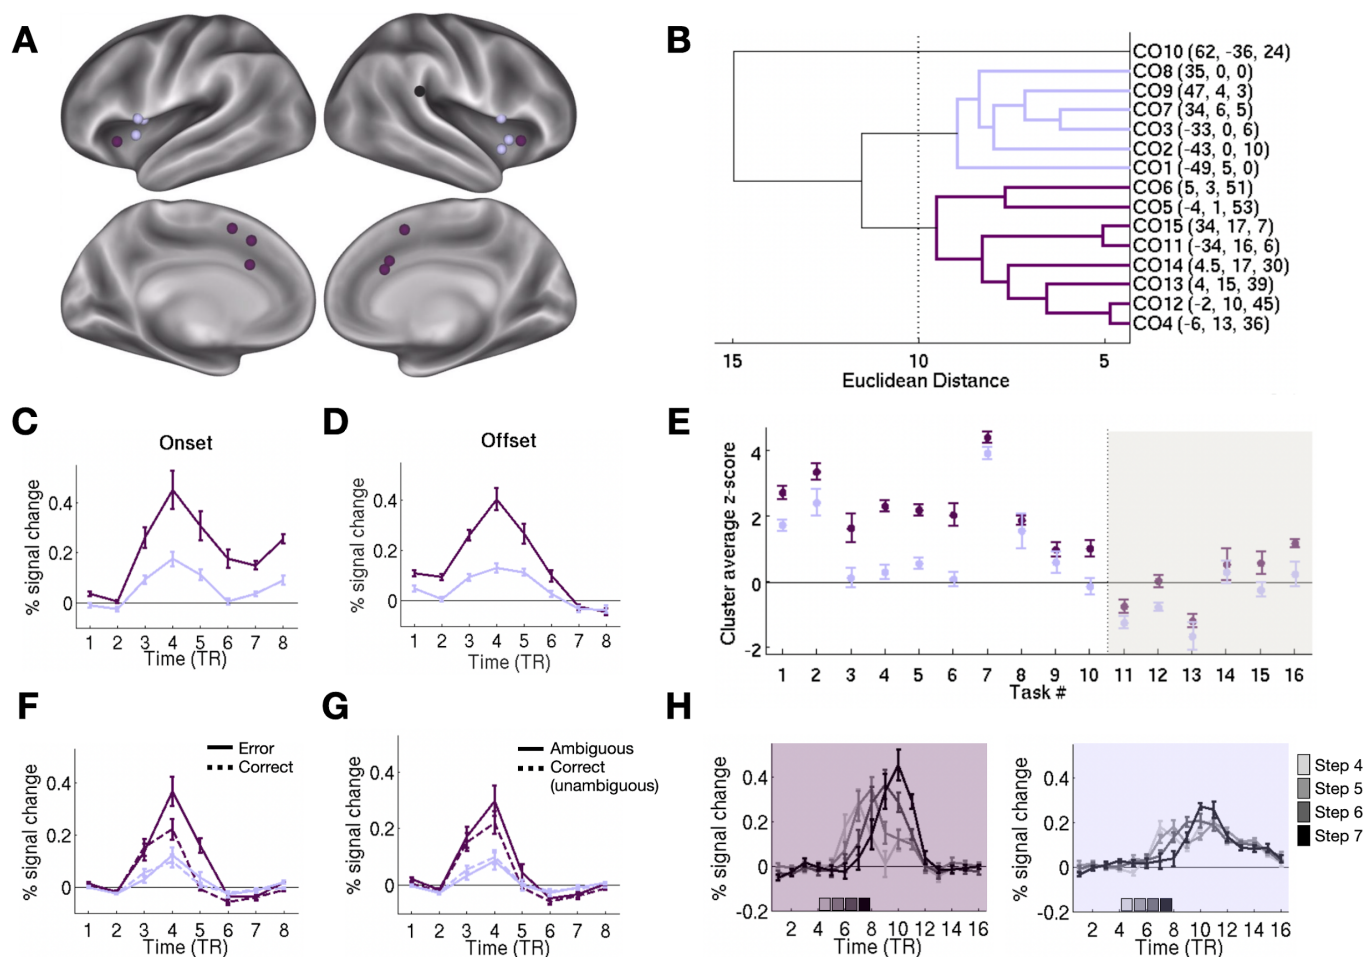 A
B
CO10 (62, -36, 24)
CO8 (35, 0, 0)
CO9 (47, 4, 3)
CO7 (34, 6, 5)
CO3 (-33, 0, 6)
CO2 (-43, 0, 10)
CO1 (-49, 5, 0)
CO6 (5, 3, 51)
CO5 (-4, 1, 53)
CO15 (34, 17, 7)
CO11 (-34, 16, 6)
CO14 (4.5, 17, 30)
CO13 (4, 15, 39)
CO12 (-2, 10, 45)
CO4 (-6, 13, 36)
15 10 5
Euclidean Distance
C
Onset
% signal change
0.4
0.2
0
1 2 3 4 5 6 7 8
Time (TR)
D
Offset
% signal change
0.4
0.2
0
1 2 3 4 5 6 7 8
Time (TR)
E
Cluster average z-score
4
2
0
-2
1 2 3 4 5 6 7 8 9 10 11 12 13 14 15 16
Task #
F
Error
Correct
% signal change
0.4
0.2
0
1 2 3 4 5 6 7 8
Time (TR)
G
Ambiguous
Correct
(unambiguous)
% signal change
0.4
0.2
0
1 2 3 4 5 6 7 8
Time (TR)
H
% signal change
0.4
0.2
0
-0.2
2 4 6 8 10 12 14 16
Time (TR)
% signal change
0.4
0.2
0
-0.2
2 4 6 8 10 12 14 16
Time (TR)
Step 4
Step 5
Step 6
Step 7